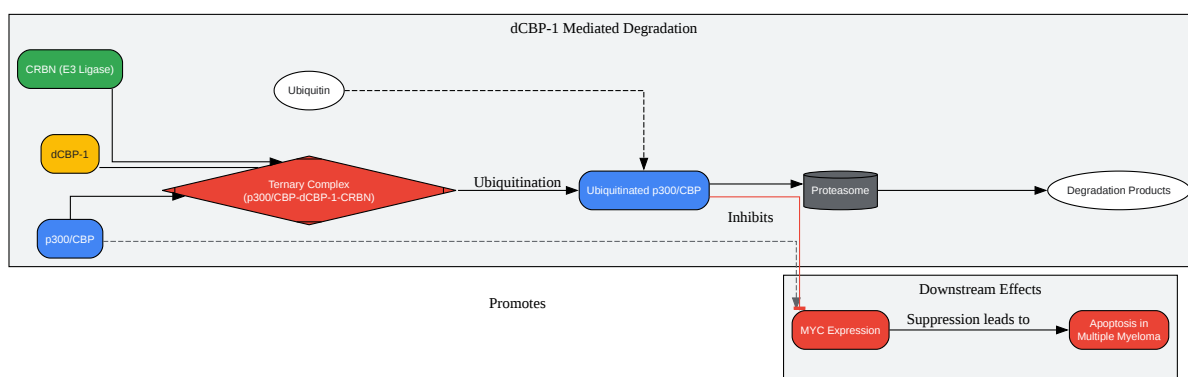 dCBP-1 Mediated Degradation
CRBN (E3 Ligase)
Ubiquitin
dCBP-1
Ternary Complex
(p300/CBP-dCBP-1-CRBN)
Ubiquitination
Ubiquitinated p300/CBP
Proteasome
Degradation Products
Inhibits
p300/CBP
Promotes
Downstream Effects
MYC Expression
Suppression leads to
Apoptosis in
Multiple Myeloma